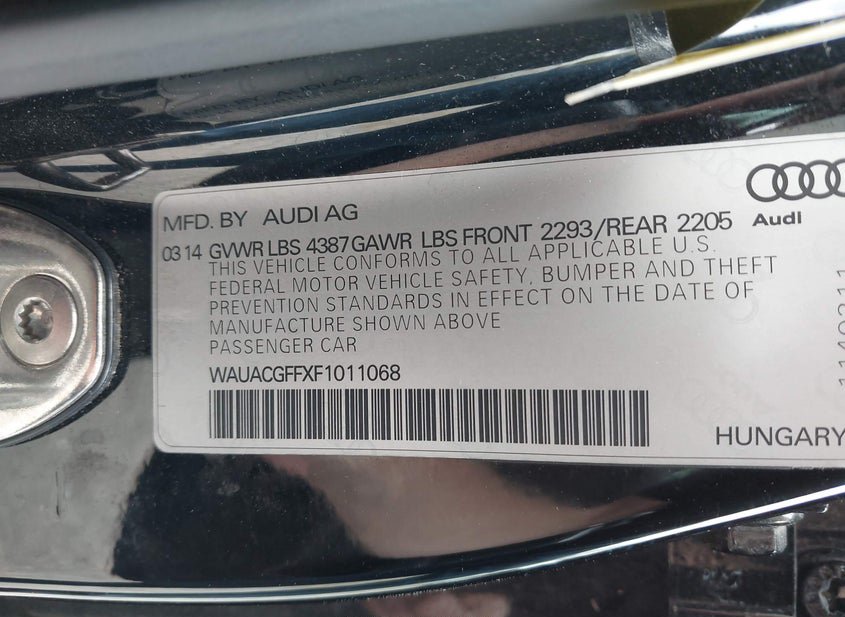 MFD. BY AUDI AG
Audi
03 14 GVWR LBS 4387 GAWR LBS FRONT 2293/REAR 2205
THIS VEHICLE CONFORMS TO ALL APPLICABLE U.S.
FEDERAL MOTOR VEHICLE SAFETY, BUMPER AND THEFT
PREVENTION STANDARDS IN EFFECT ON THE DATE OF
MANUFACTURE SHOWN ABOVE
PASSENGER CAR
WAUACGFFXF1011068
HUNGARY